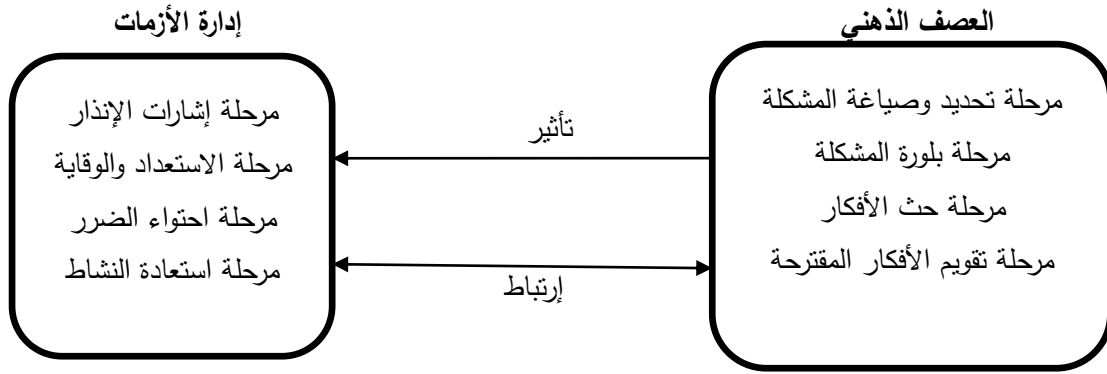 العصف الذهني
مرحلة تحديد وصياغة المشكلة
مرحلة بلورة المشكلة
مرحلة حث الأفكار
مرحلة تقويم الأفكار المقترحة
تأثير
إرتباط
إدارة الأزمات
مرحلة إشارات الإنذار
مرحلة الاستعداد والوقاية
مرحلة احتواء الضرر
مرحلة استعادة النشاط